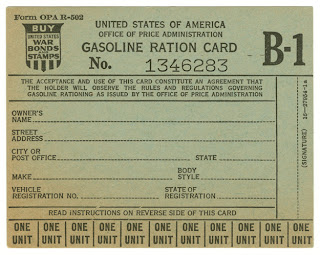 Form OPA R-502
BUY
UNITED STATES
WAR
BONDS
AND
STAMPS
UNITED STATES OF AMERICA
OFFICE OF PRICE ADMINISTRATION
GASOLINE RATION CARD
No. 1346283
B-1
THE ACCEPTANCE AND USE OF THIS CARD CONSTITUTE AN AGREEMENT THAT
THE HOLDER WILL OBSERVE THE RULES AND REGULATIONS GOVERNING
GASOLINE RATIONING AS ISSUED BY THE OFFICE OF PRICE ADMINISTRATION
OWNER'S
NAME
STREET
ADDRESS
CITY OR
POST OFFICE STATE
BODY
MAKE STYLE
VEHICLE STATE OF
REGISTRATION NO. REGISTRATION
READ INSTRUCTIONS ON REVERSE SIDE OF THIS CARD
(SIGNATURE)
ONE ONE ONE ONE ONE ONE ONE ONE ONE ONE
UNIT UNIT UNIT UNIT UNIT UNIT UNIT UNIT UNIT UNIT